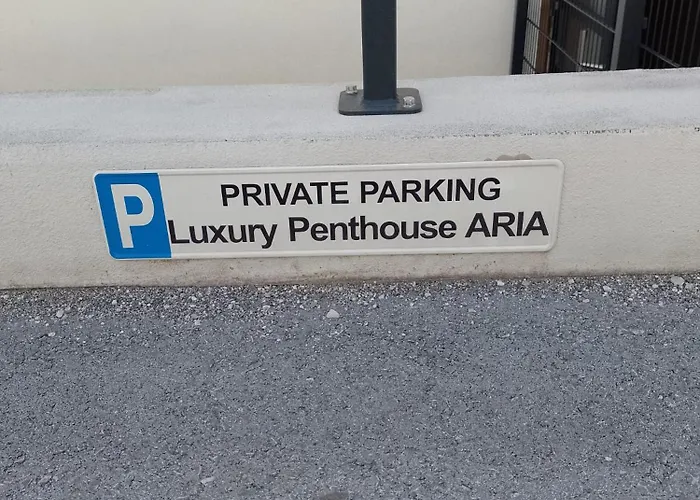 P
PRIVATE PARKING
Luxury Penthouse ARIA